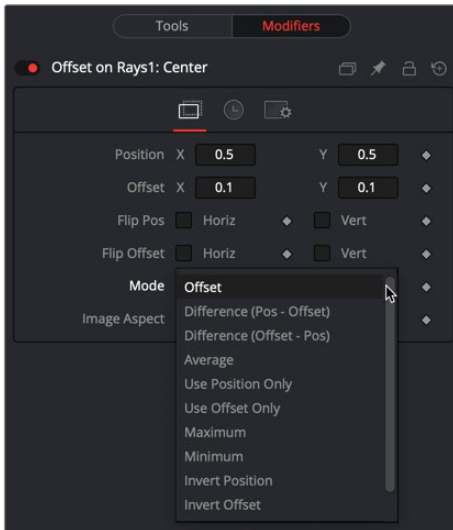 Tools Modifiers
Offset on Rays1: Center
Position X 0.5 Y 0.5
Offset X 0.1 Y 0.1
Flip Pos Horiz Vert
Flip Offset Horiz Vert
Mode Offset
Image Aspect Difference (Pos - Offset)
Difference (Offset - Pos)
Average
Use Position Only
Use Offset Only
Maximum
Minimum
Invert Position
Invert Offset